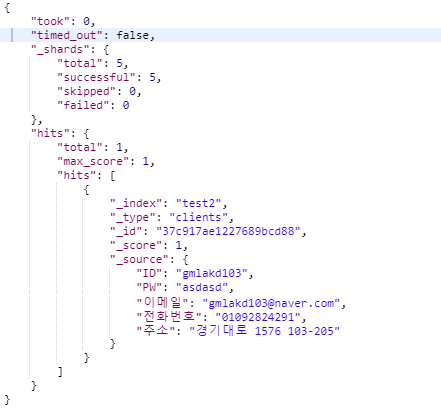 {
    "took": 0,
    "timed_out": false,
    "_shards": {
        "total": 5,
        "successful": 5,
        "skipped": 0,
        "failed": 0
    },
    "hits": {
        "total": 1,
        "max_score": 1,
        "hits": [
            {
                "_index": "test2",
                "_type": "clients",
                "_id": "37c917ae1227689bcd88",
                "_score": 1,
                "_source": {
                    "ID": "gmlakd103",
                    "PW": "asdasd",
                    "이메일": "gmlakd103@naver.com",
                    "전화번호": "01092824291",
                    "주소": "경기대로 1576 103-205"
                }
            }
        ]
    }
}